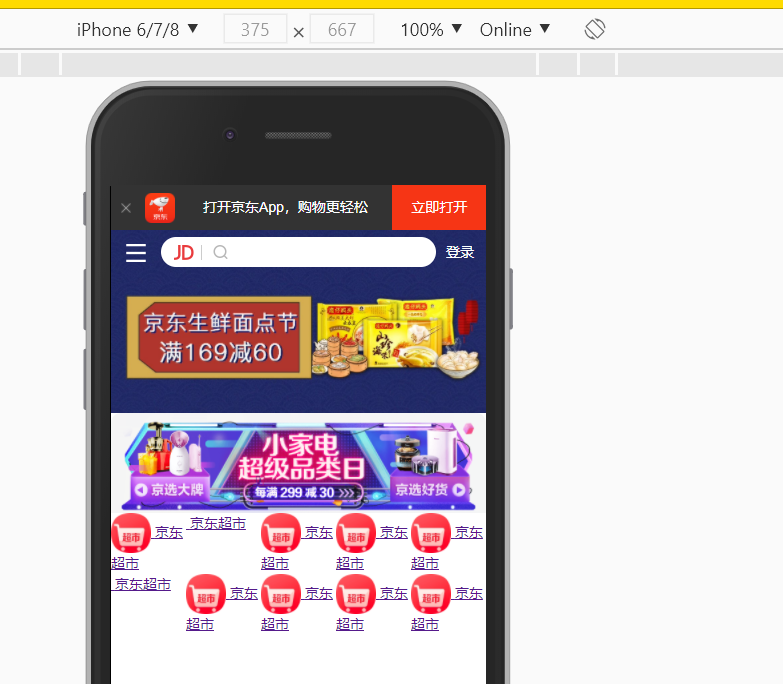 iPhone 6/7/8 ▼ 375 × 667 100% ▼ Online ▼
× 京东 打开京东App，购物更轻松 立即打开
JD 登录
京东生鲜面点节
满169减60
小家电
超级品类日
京选大牌 每满 299 减 30 京选好货
超市 京东 京东超市 超市 京东 超市 京东 超市 京东
超市 超市 超市 超市
京东超市 超市 京东 超市 京东 超市 京东 超市 京东
超市 超市 超市 超市